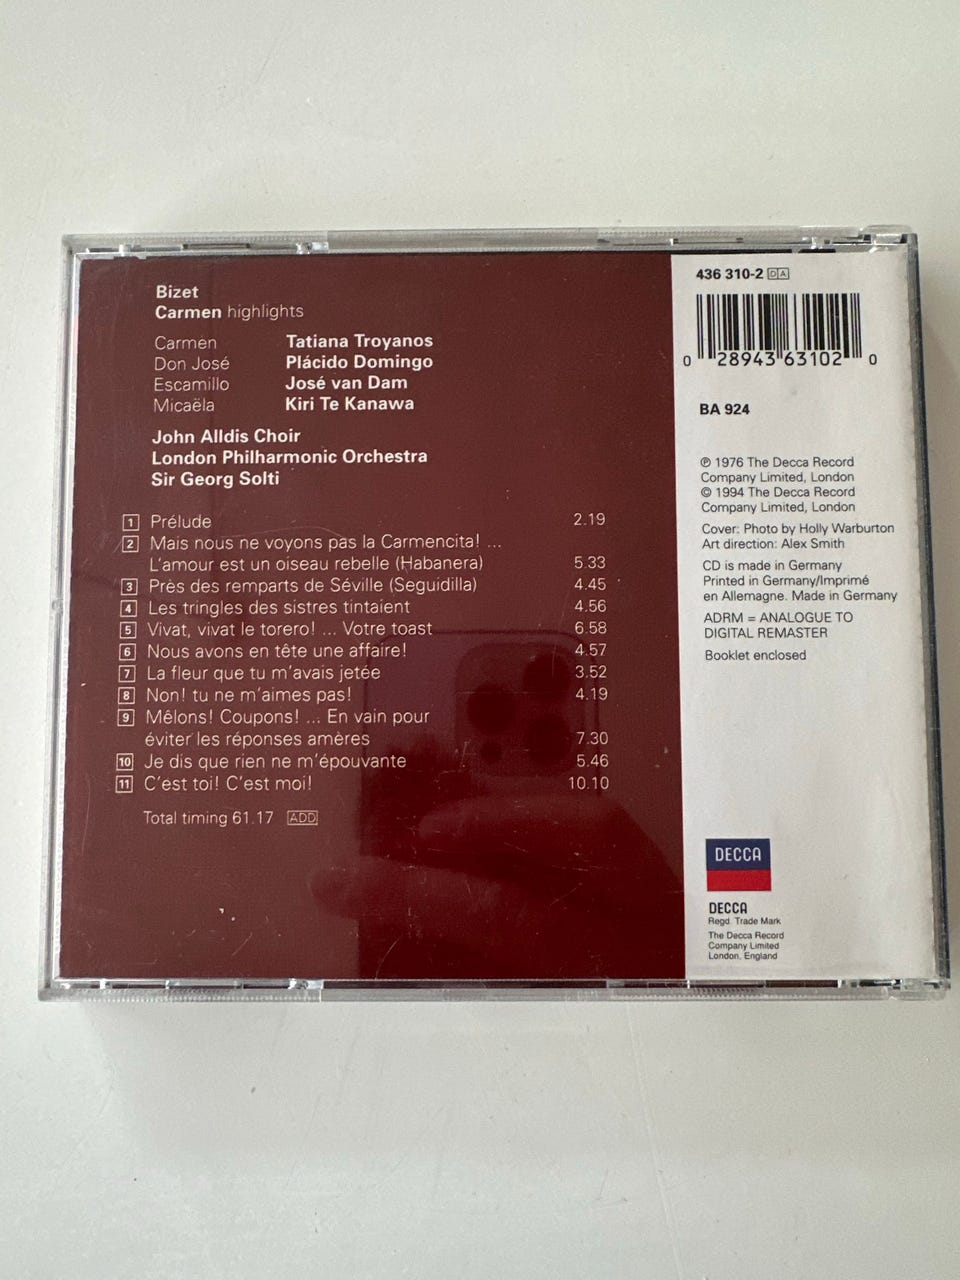 Bizet
Carmen highlights
Carmen Tatiana Troyanos
Don José Plácido Domingo
Escamillo José van Dam
Micaëla Kiri Te Kanawa
John Alldis Choir
London Philharmonic Orchestra
Sir Georg Solti
1 Prélude 2.19
2 Mais nous ne voyons pas la Carmencita! ...
L'amour est un oiseau rebelle (Habanera) 5.33
3 Près des remparts de Séville (Seguidilla) 4.45
4 Les tringles des sistres tintaient 4.56
5 Vivat, vivat le torero! ... Votre toast 6.58
6 Nous avons en tête une affaire! 4.57
7 La fleur que tu m'avais jetée 3.52
8 Non! tu ne m'aimes pas! 4.19
9 Mêlons! Coupons! ... En vain pour
éviter les réponses amères 7.30
10 Je dis que rien ne m'épouvante 5.46
11 C'est toi! C'est moi! 10.10
Total timing 61.17 ADD
436 310-2 DA
0 28943 63102 0
BA 924
℗ 1976 The Decca Record
Company Limited, London
© 1994 The Decca Record
Company Limited, London
Cover: Photo by Holly Warburton
Art direction: Alex Smith
CD is made in Germany
Printed in Germany/Imprimé
en Allemagne. Made in Germany
ADRM = ANALOGUE TO
DIGITAL REMASTER
Booklet enclosed
DECCA
DECCA
Regd. Trade Mark
The Decca Record
Company Limited
London, England